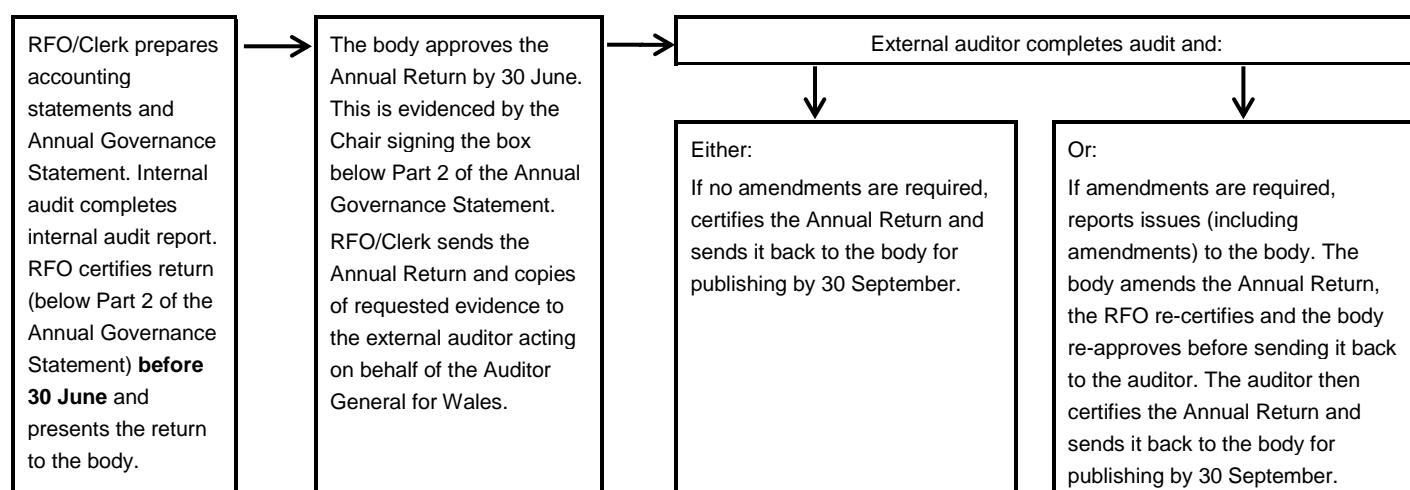 RFO/Clerk prepares
accounting
statements and
Annual Governance
Statement. Internal
audit completes
internal audit report.
RFO certifies return
(below Part 2 of the
Annual Governance
Statement) before
30 June and
presents the return
to the body.
The body approves the
Annual Return by 30 June.
This is evidenced by the
Chair signing the box
below Part 2 of the Annual
Governance Statement.
RFO/Clerk sends the
Annual Return and copies
of requested evidence to
the external auditor acting
on behalf of the Auditor
General for Wales.
External auditor completes audit and:
Either:
If no amendments are required,
certifies the Annual Return and
sends it back to the body for
publishing by 30 September.
Or:
If amendments are required,
reports issues (including
amendments) to the body. The
body amends the Annual Return,
the RFO re-certifies and the body
re-approves before sending it back
to the auditor. The auditor then
certifies the Annual Return and
sends it back to the body for
publishing by 30 September.